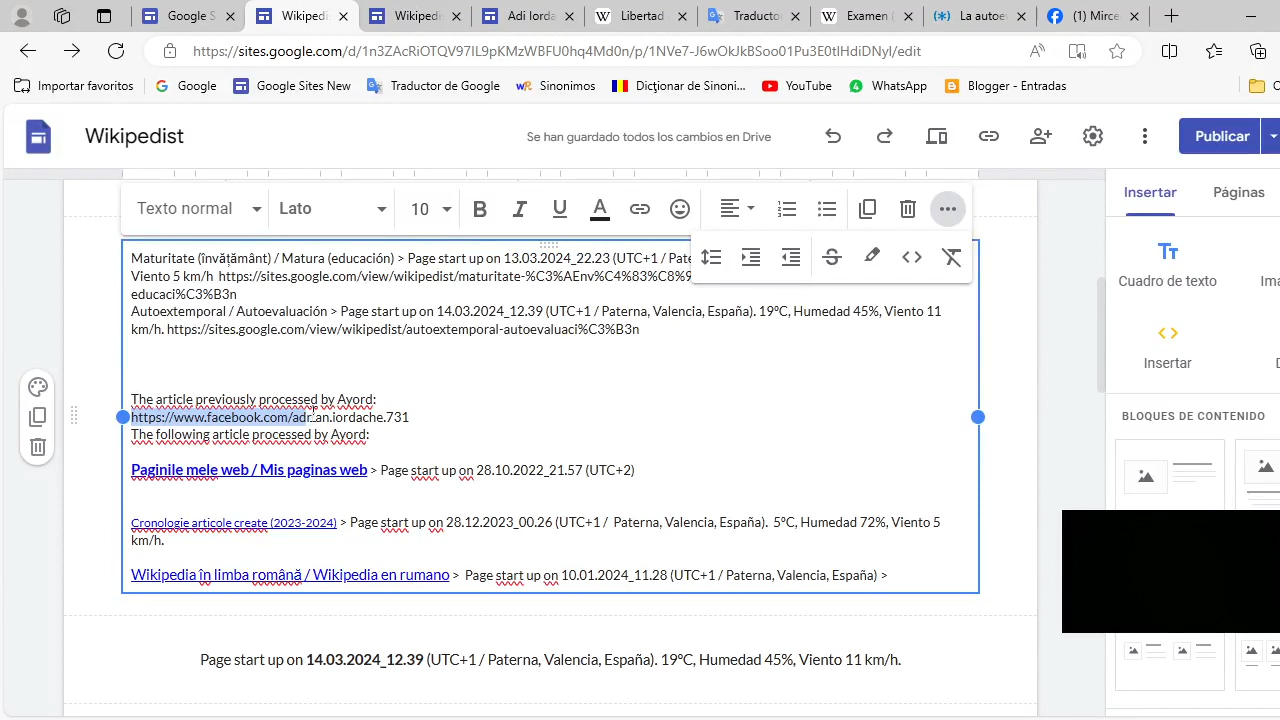 Google S
Wikipedist
Wikipedist
Adi Iorda
Libertad
Traductor
Examen (
La autoev
(1) Mirce
https://sites.google.com/d/1n3ZAcRiOTQV97IL9pKMzWBFU0hq4Md0n/p/1NVe7-J6wOkJkBSoo01Pu3E0tlHdiDNyl/edit
Importar favoritos
Google
Google Sites New
Traductor de Google
Sinonimos
Dicţionar de Sinoni...
YouTube
WhatsApp
Blogger - Entradas
Wikipedist
Se han guardado todos los cambios en Drive
Publicar
Texto normal
Lato
10
Insertar
Páginas
Maturitate (învățămînt) / Matura (educación) > Page start up on 13.03.2024_22.23 (UTC+1 / Pate
Viento 5 km/h https://sites.google.com/view/wikipedist/maturitate-%C3%AEnv%C4%83%C8%9
educaci%C3%B3n
Autoextemporal / Autoevaluación > Page start up on 14.03.2024_12.39 (UTC+1 / Paterna, Valencia, España). 19ºC, Humedad 45%, Viento 11
km/h. https://sites.google.com/view/wikipedist/autoextemporal-autoevaluaci%C3%B3n
The article previously processed by Ayord:
https://www.facebook.com/adrian.iordache.731
The following article processed by Ayord:
Paginile mele web / Mis paginas web > Page start up on 28.10.2022_21.57 (UTC+2)
Cronologie articole create (2023-2024) > Page start up on 28.12.2023_00.26 (UTC+1 / Paterna, Valencia, España). 5ºC, Humedad 72%, Viento 5
km/h.
Wikipedia în limba română / Wikipedia en rumano > Page start up on 10.01.2024_11.28 (UTC+1 / Paterna, Valencia, España) >
Page start up on 14.03.2024_12.39 (UTC+1 / Paterna, Valencia, España). 19ºC, Humedad 45%, Viento 11 km/h.
Cuadro de texto
Imá
Insertar
D
BLOQUES DE CONTENIDO